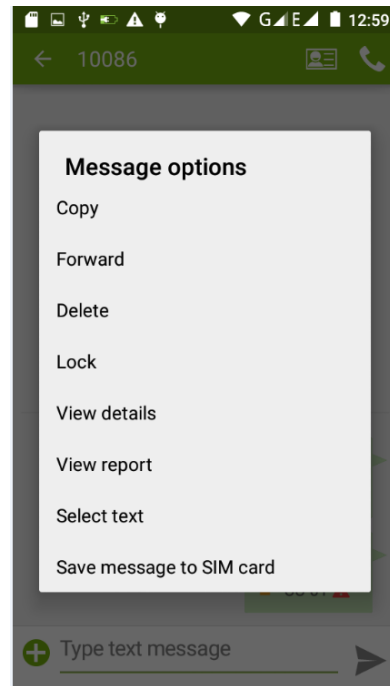 G E 12:59
10086
Message options
Copy
Forward
Delete
Lock
View details
View report
Select text
Save message to SIM card
Type text message